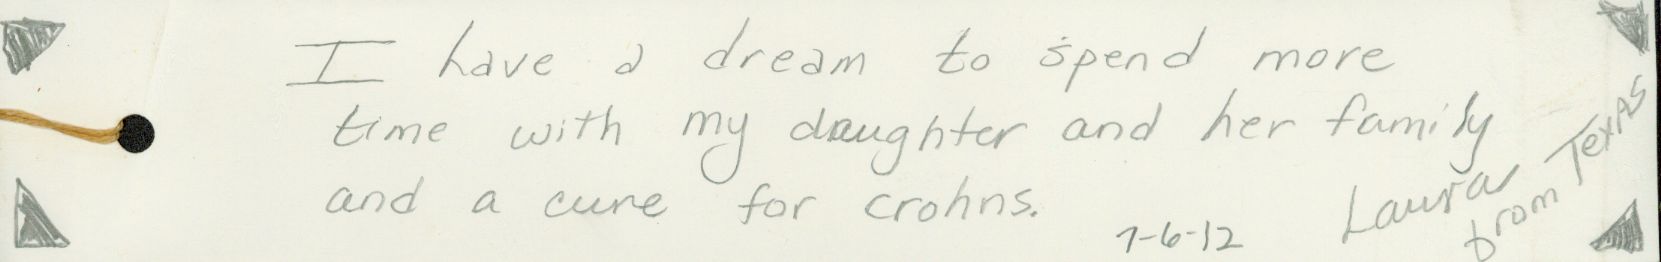 I have a dream to spend more
time with my daughter and her family
and a cure for crohns.
7-6-12
Laura
from Texas